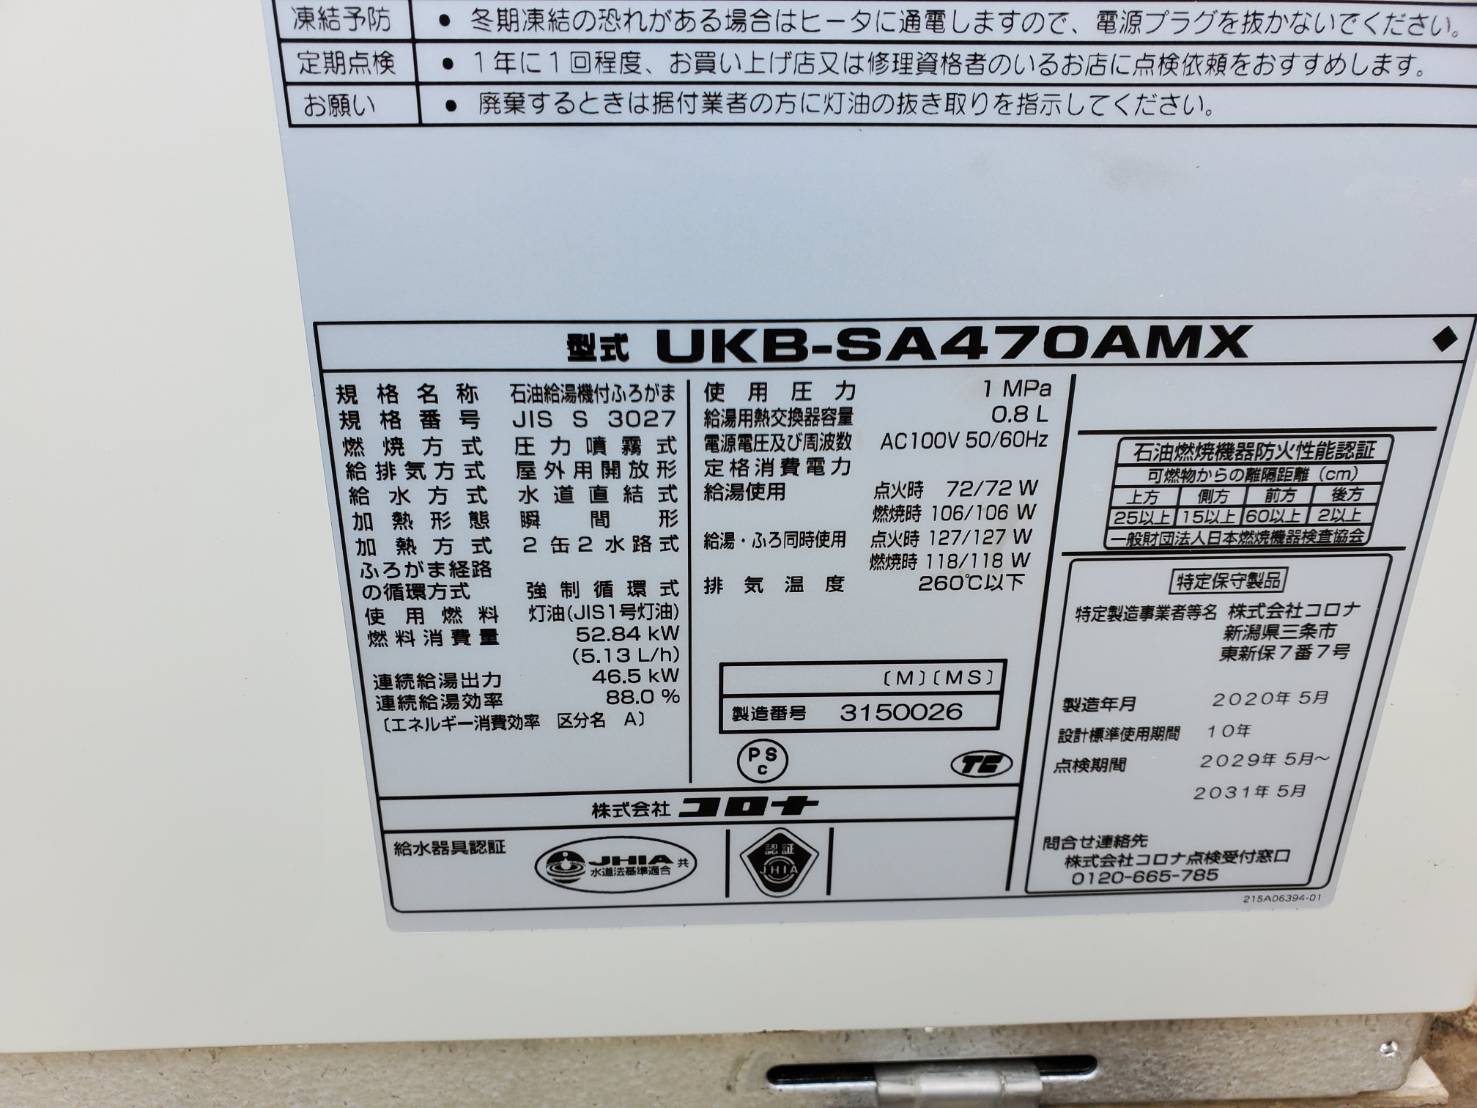 凍結予防 ● 冬期凍結の恐れがある場合はヒータに通電しますので、電源プラグを抜かないでください。
定期点検 ● 1年に1回程度、お買い上げ店又は修理資格者のいるお店に点検依頼をおすすめします。
お願い ● 廃棄するときは据付業者の方に灯油の抜き取りを指示してください。
型式 UKB-SA470AMX ◆
規格名称 石油給湯機付ふろがま
規格番号 JIS S 3027
燃焼方式 圧力噴霧式
給排気方式 屋外用開放形
給水方式 水道直結式
加熱形態 瞬間形
加熱方式 2缶2水路式
ふろがま経路
の循環方式 強制循環式
使用燃料 灯油(JIS1号灯油)
燃料消費量 52.84 kW
(5.13 L/h)
連続給湯出力 46.5 kW
連続給湯効率 88.0 %
〔エネルギー消費効率 区分名 A〕
使用圧力 1 MPa
給湯用熱交換器容量 0.8 L
電源電圧及び周波数 AC100V 50/60Hz
定格消費電力
給湯使用 点火時 72/72 W
燃焼時 106/106 W
給湯・ふろ同時使用 点火時 127/127 W
燃焼時 118/118 W
排気温度 260℃以下
〔M〕〔MS〕
製造番号 3150026
PS
C
TE
株式会社 コロナ
給水器具認証
JHIA 共
水道法基準適合
認証
JHIA
石油燃焼機器防火性能認証
可燃物からの離隔距離（cm）
上方 側方 前方 後方
25以上 15以上 60以上 2以上
一般財団法人日本燃焼機器検査協会
特定保守製品
特定製造事業者等名 株式会社コロナ
新潟県三条市
東新保7番7号
製造年月 2020年 5月
設計標準使用期間 10年
点検期間 2029年 5月～
2031年 5月
問合せ連絡先
株式会社コロナ点検受付窓口
0120-665-785
215A06394-01